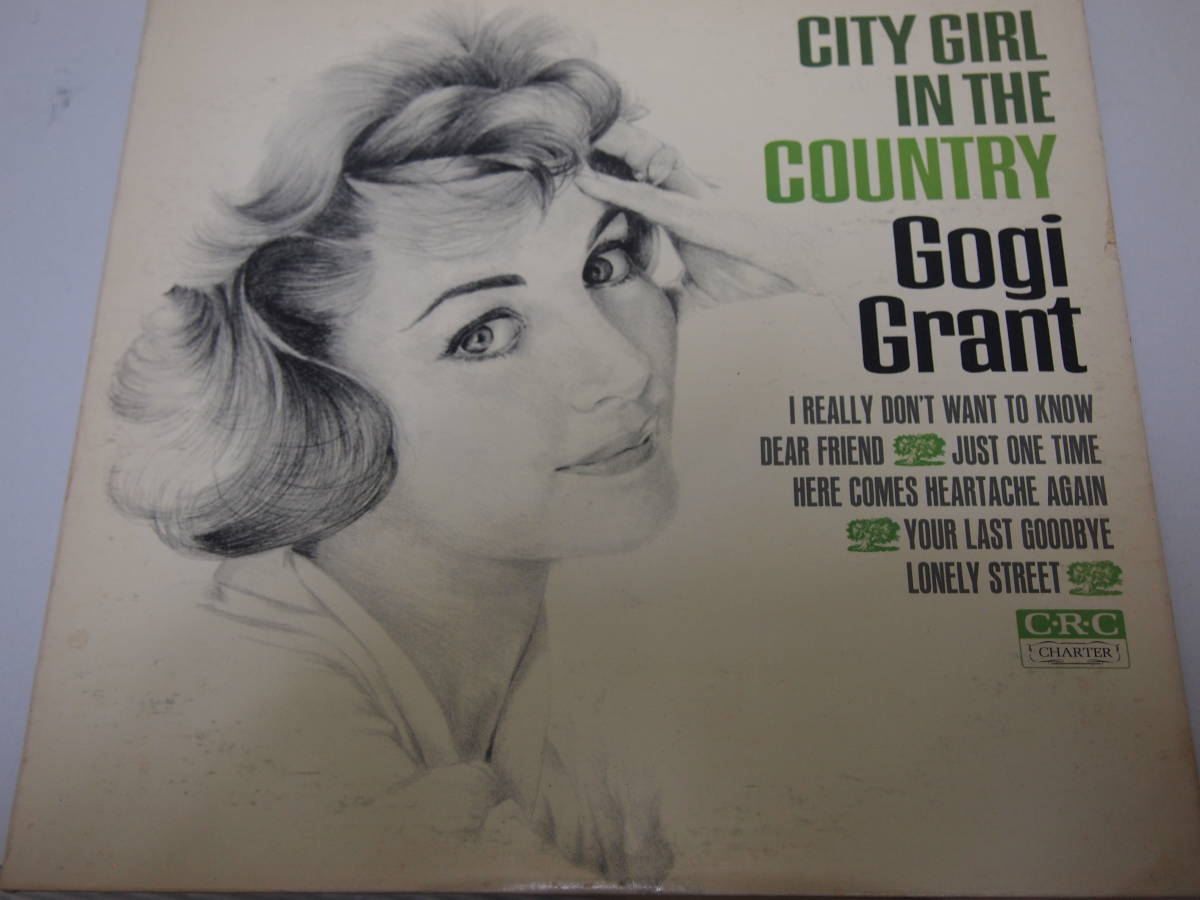 CITY GIRL
IN THE
COUNTRY
Gogi
Grant
I REALLY DON'T WANT TO KNOW
DEAR FRIEND JUST ONE TIME
HERE COMES HEARTACHE AGAIN
YOUR LAST GOODBYE
LONELY STREET
C·R·C
CHARTER